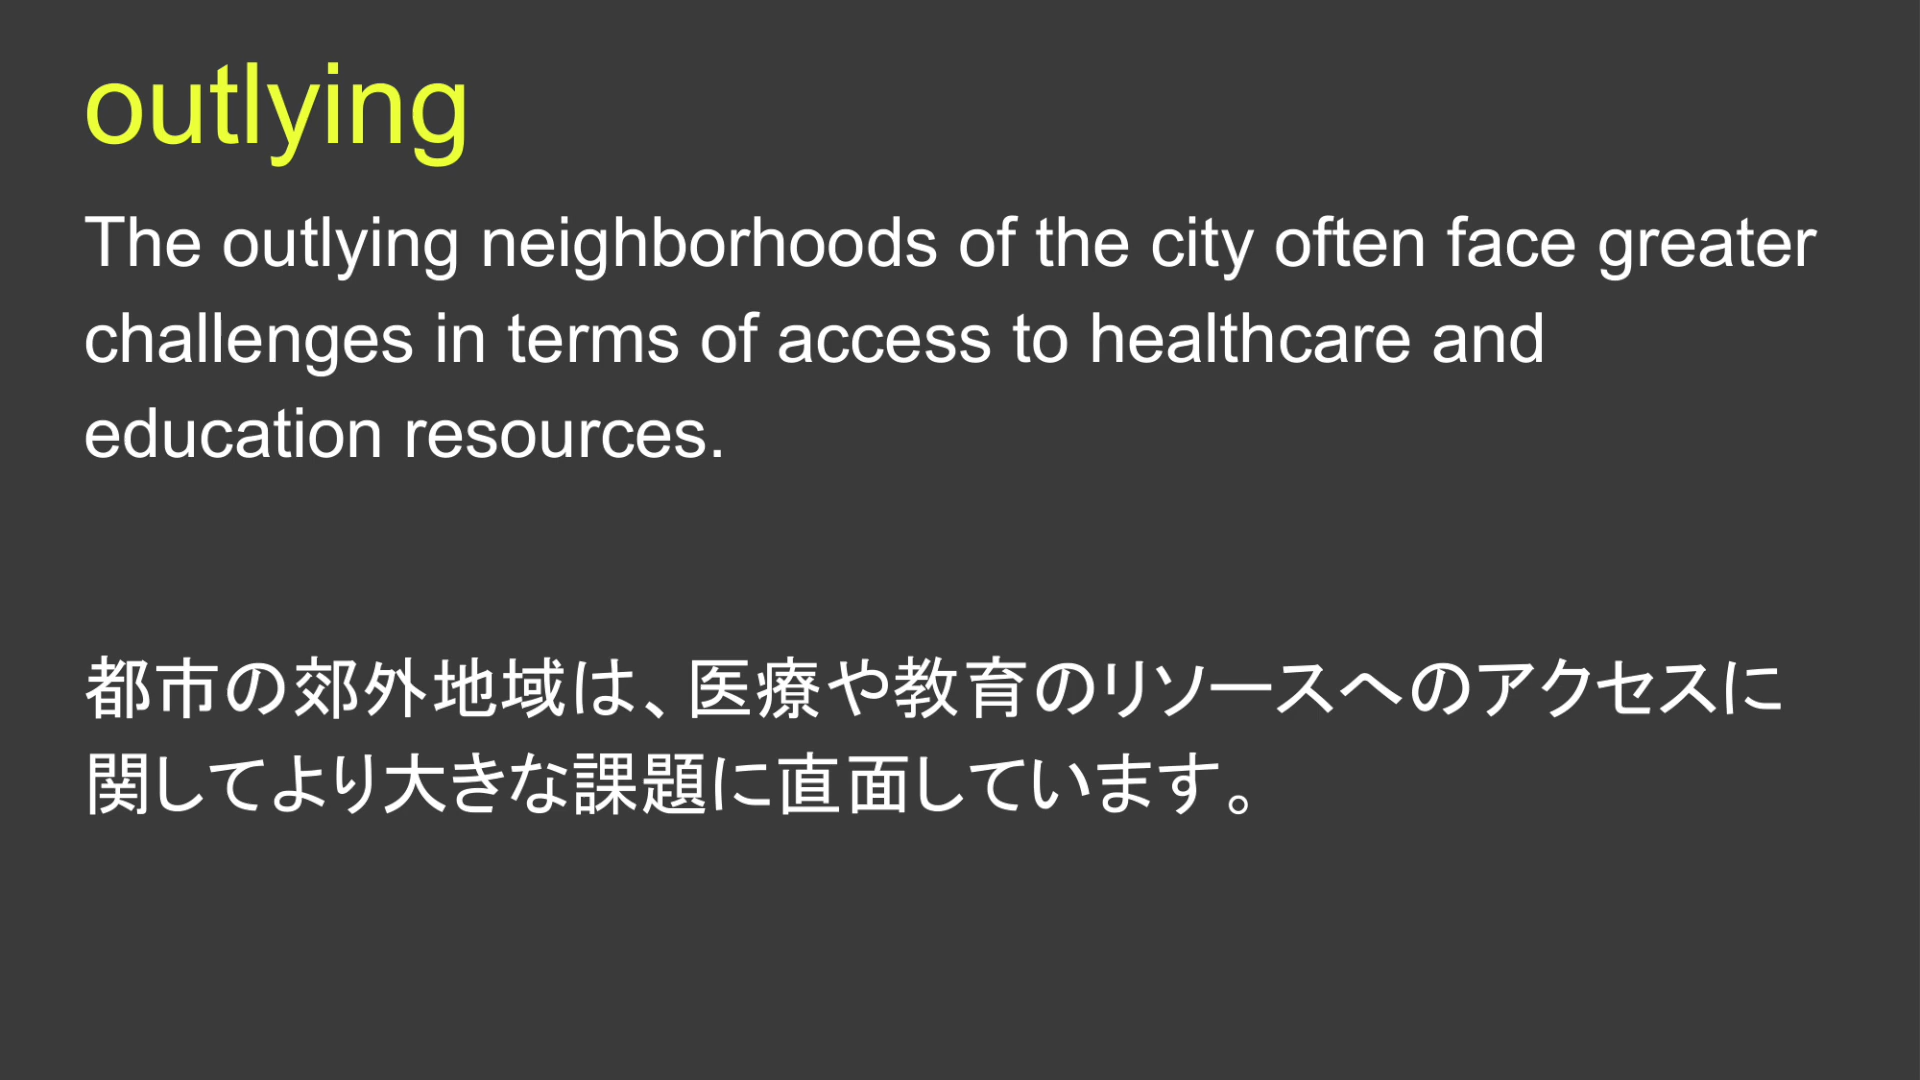 outlying
The outlying neighborhoods of the city often face greater
challenges in terms of access to healthcare and
education resources.
都市の郊外地域は、医療や教育のリソースへのアクセスに
関してより大きな課題に直面しています。